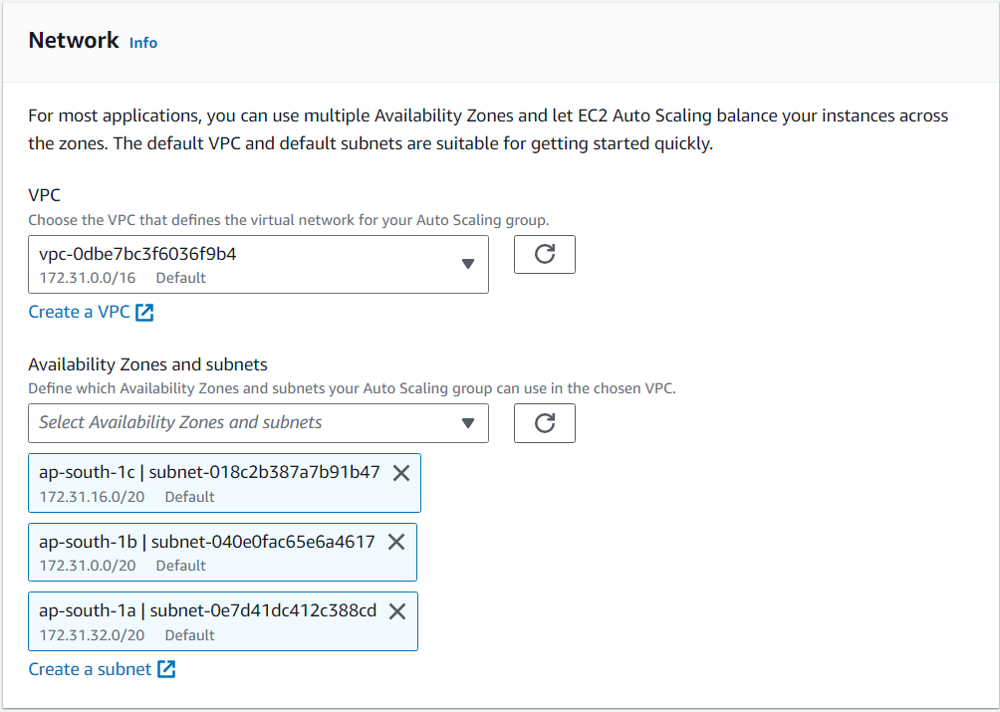 Network Info
For most applications, you can use multiple Availability Zones and let EC2 Auto Scaling balance your instances across
the zones. The default VPC and default subnets are suitable for getting started quickly.
VPC
Choose the VPC that defines the virtual network for your Auto Scaling group.
vpc-0dbe7bc3f6036f9b4
172.31.0.0/16 Default
Create a VPC
Availability Zones and subnets
Define which Availability Zones and subnets your Auto Scaling group can use in the chosen VPC.
Select Availability Zones and subnets
ap-south-1c | subnet-018c2b387a7b91b47
172.31.16.0/20 Default
ap-south-1b | subnet-040e0fac65e6a4617
172.31.0.0/20 Default
ap-south-1a | subnet-0e7d41dc412c388cd
172.31.32.0/20 Default
Create a subnet